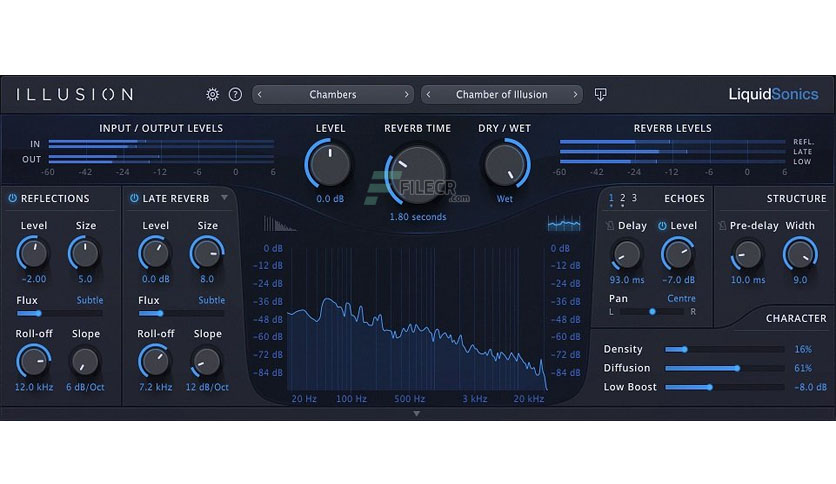 ILLUSION
? < Chambers > < Chamber of Illusion >
LiquidSonics
INPUT / OUTPUT LEVELS
IN
OUT
-60 -24 -12 -6 0 6
LEVEL
0.0 dB
REVERB TIME
1.80 seconds
DRY / WET
Wet
REVERB LEVELS
REFL.
LATE
LOW
-60 -24 -12 -6 0 6
FILECR
.com
REFLECTIONS
Level Size
-2.00 5.0
Flux Subtle
Roll-off Slope
12.0 kHz 6 dB/Oct
LATE REVERB
Level Size
0.0 dB 8.0
Flux Subtle
Roll-off Slope
7.2 kHz 12 dB/Oct
0 dB 0 dB
-12 dB -12 dB
-24 dB -24 dB
-36 dB -36 dB
-48 dB -48 dB
-60 dB -60 dB
-72 dB -72 dB
-84 dB -84 dB
20 Hz 100 Hz 500 Hz 3 kHz 20 kHz
1 2 3 ECHOES
Delay Level
93.0 ms -7.0 dB
Pan Centre
L R
STRUCTURE
Pre-delay Width
10.0 ms 9.0
CHARACTER
Density 16%
Diffusion 61%
Low Boost -8.0 dB